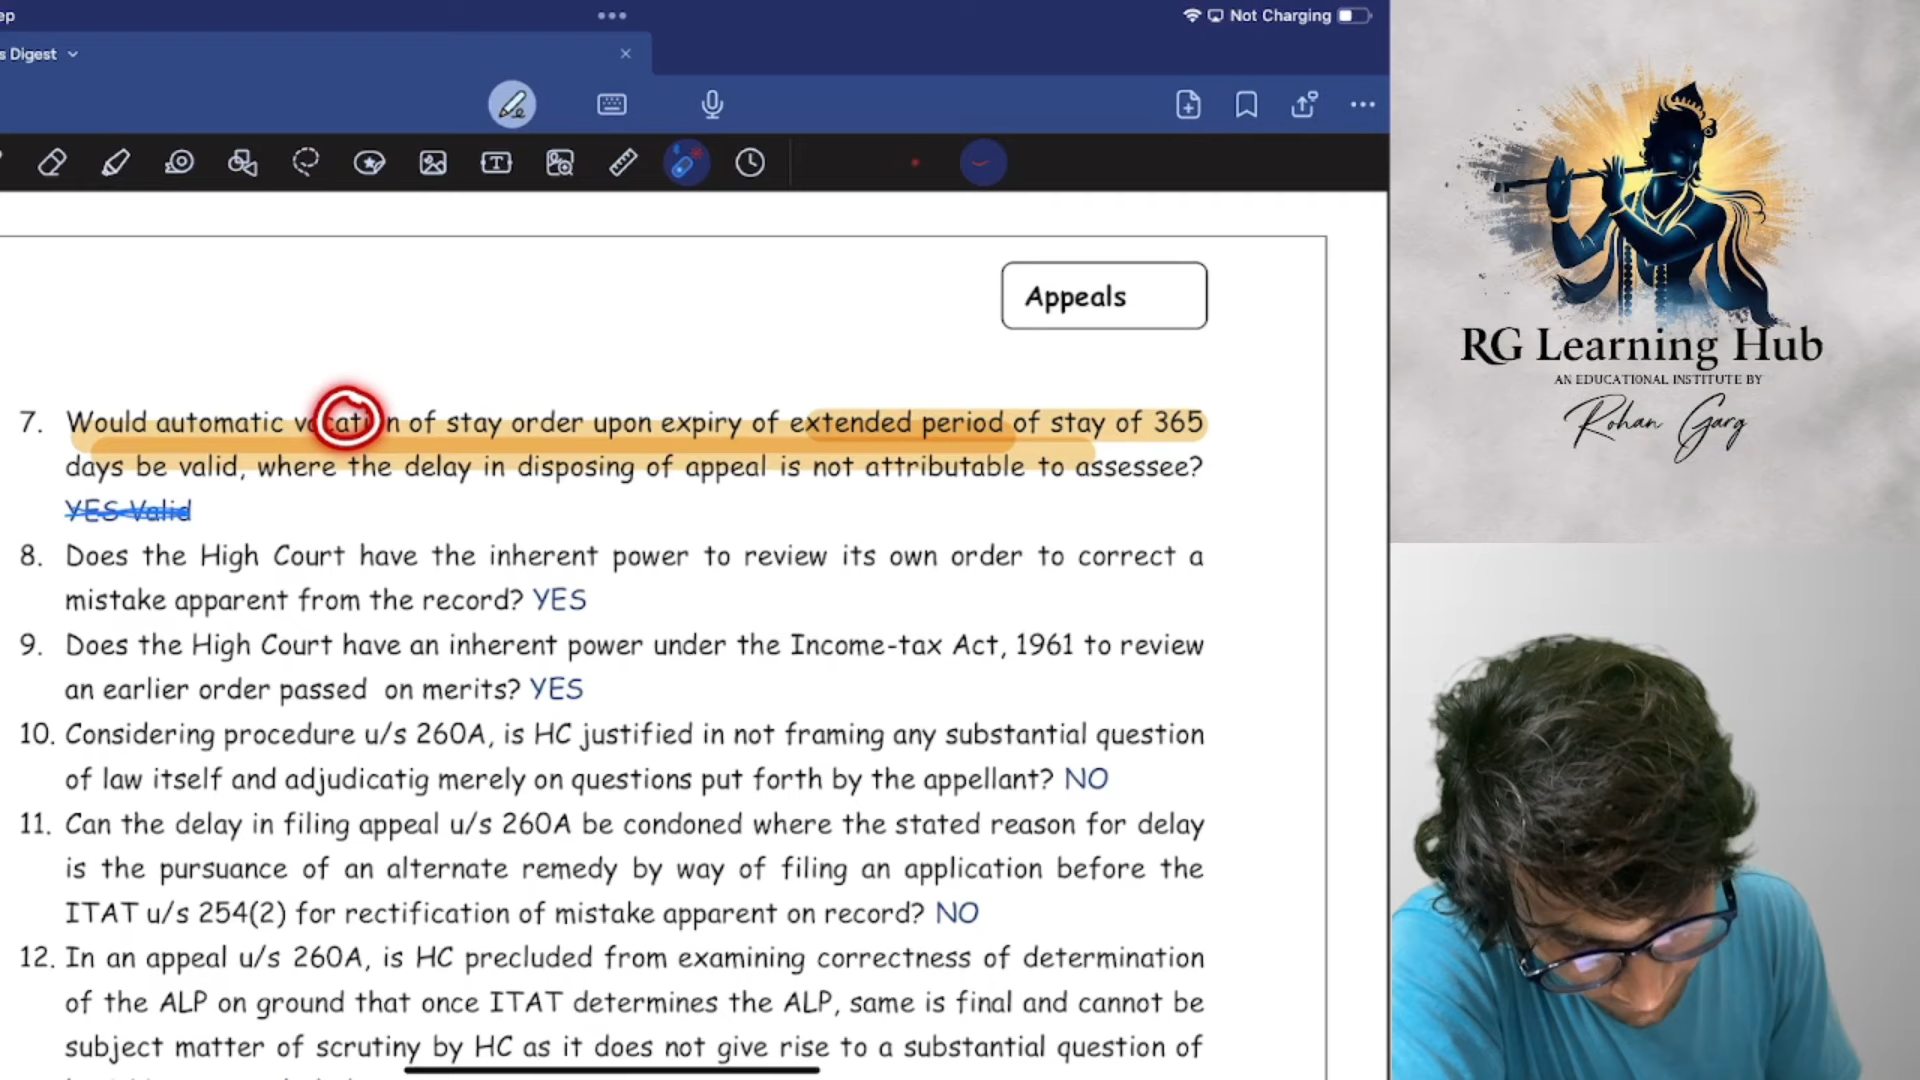 ep
Not Charging
s Digest
Appeals
7. Would automatic vacation of stay order upon expiry of extended period of stay of 365
days be valid, where the delay in disposing of appeal is not attributable to assessee?
YES Valid
8. Does the High Court have the inherent power to review its own order to correct a
mistake apparent from the record? YES
9. Does the High Court have an inherent power under the Income-tax Act, 1961 to review
an earlier order passed on merits? YES
10. Considering procedure u/s 260A, is HC justified in not framing any substantial question
of law itself and adjudicatig merely on questions put forth by the appellant? NO
11. Can the delay in filing appeal u/s 260A be condoned where the stated reason for delay
is the pursuance of an alternate remedy by way of filing an application before the
ITAT u/s 254(2) for rectification of mistake apparent on record? NO
12. In an appeal u/s 260A, is HC precluded from examining correctness of determination
of the ALP on ground that once ITAT determines the ALP, same is final and cannot be
subject matter of scrutiny by HC as it does not give rise to a substantial question of
RG Learning Hub
AN EDUCATIONAL INSTITUTE BY
Rohan Garg